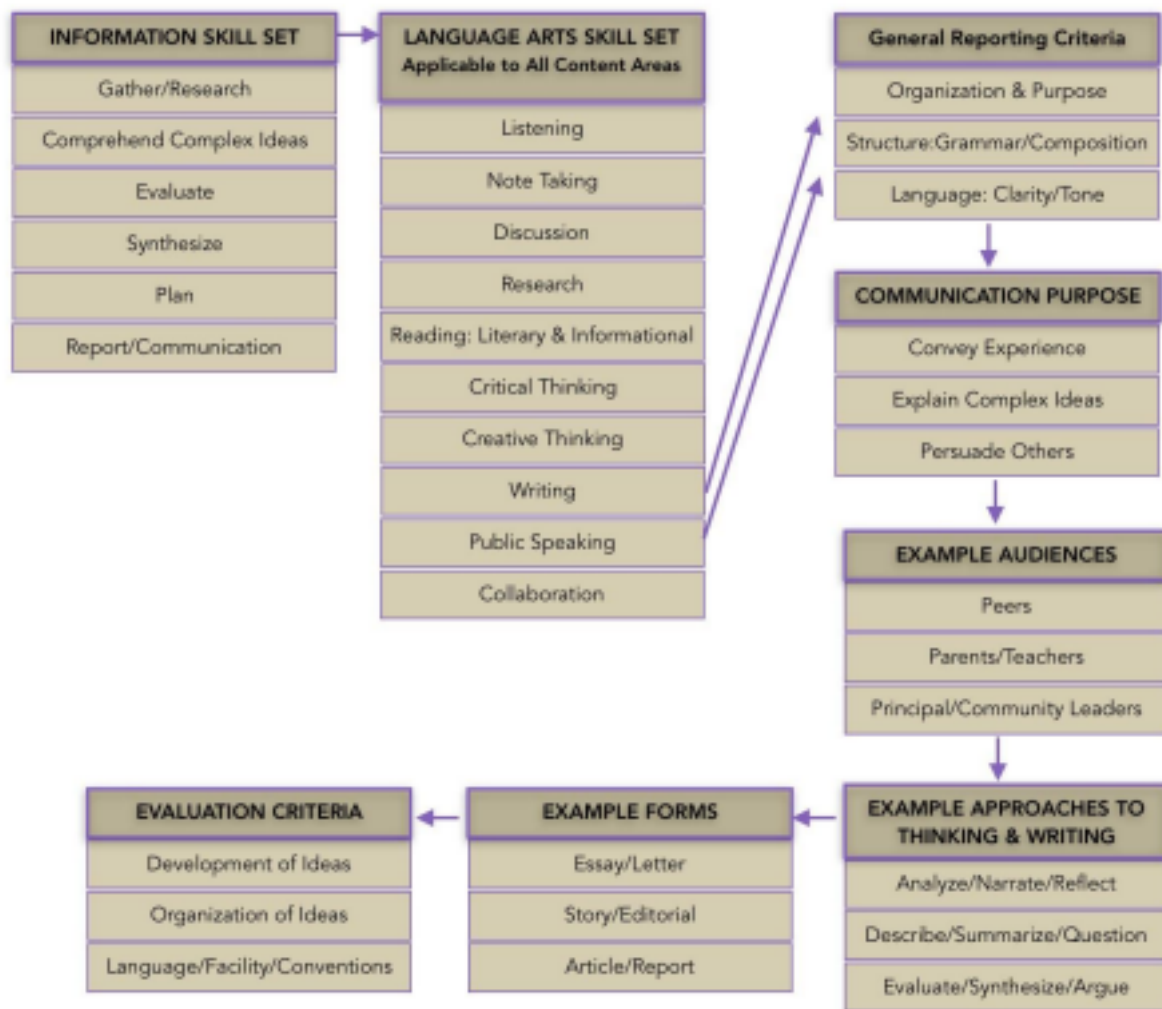 INFORMATION SKILL SET
Gather/Research
Comprehend Complex Ideas
Evaluate
Synthesize
Plan
Report/Communication
LANGUAGE ARTS SKILL SET
Applicable to All Content Areas
Listening
Note Taking
Discussion
Research
Reading: Literary & Informational
Critical Thinking
Creative Thinking
Writing
Public Speaking
Collaboration
General Reporting Criteria
Organization & Purpose
Structure:Grammar/Composition
Language: Clarity/Tone
COMMUNICATION PURPOSE
Convey Experience
Explain Complex Ideas
Persuade Others
EXAMPLE AUDIENCES
Peers
Parents/Teachers
Principal/Community Leaders
EXAMPLE APPROACHES TO
THINKING & WRITING
Analyze/Narrate/Reflect
Describe/Summarize/Question
Evaluate/Synthesize/Argue
EXAMPLE FORMS
Essay/Letter
Story/Editorial
Article/Report
EVALUATION CRITERIA
Development of Ideas
Organization of Ideas
Language/Facility/Conventions